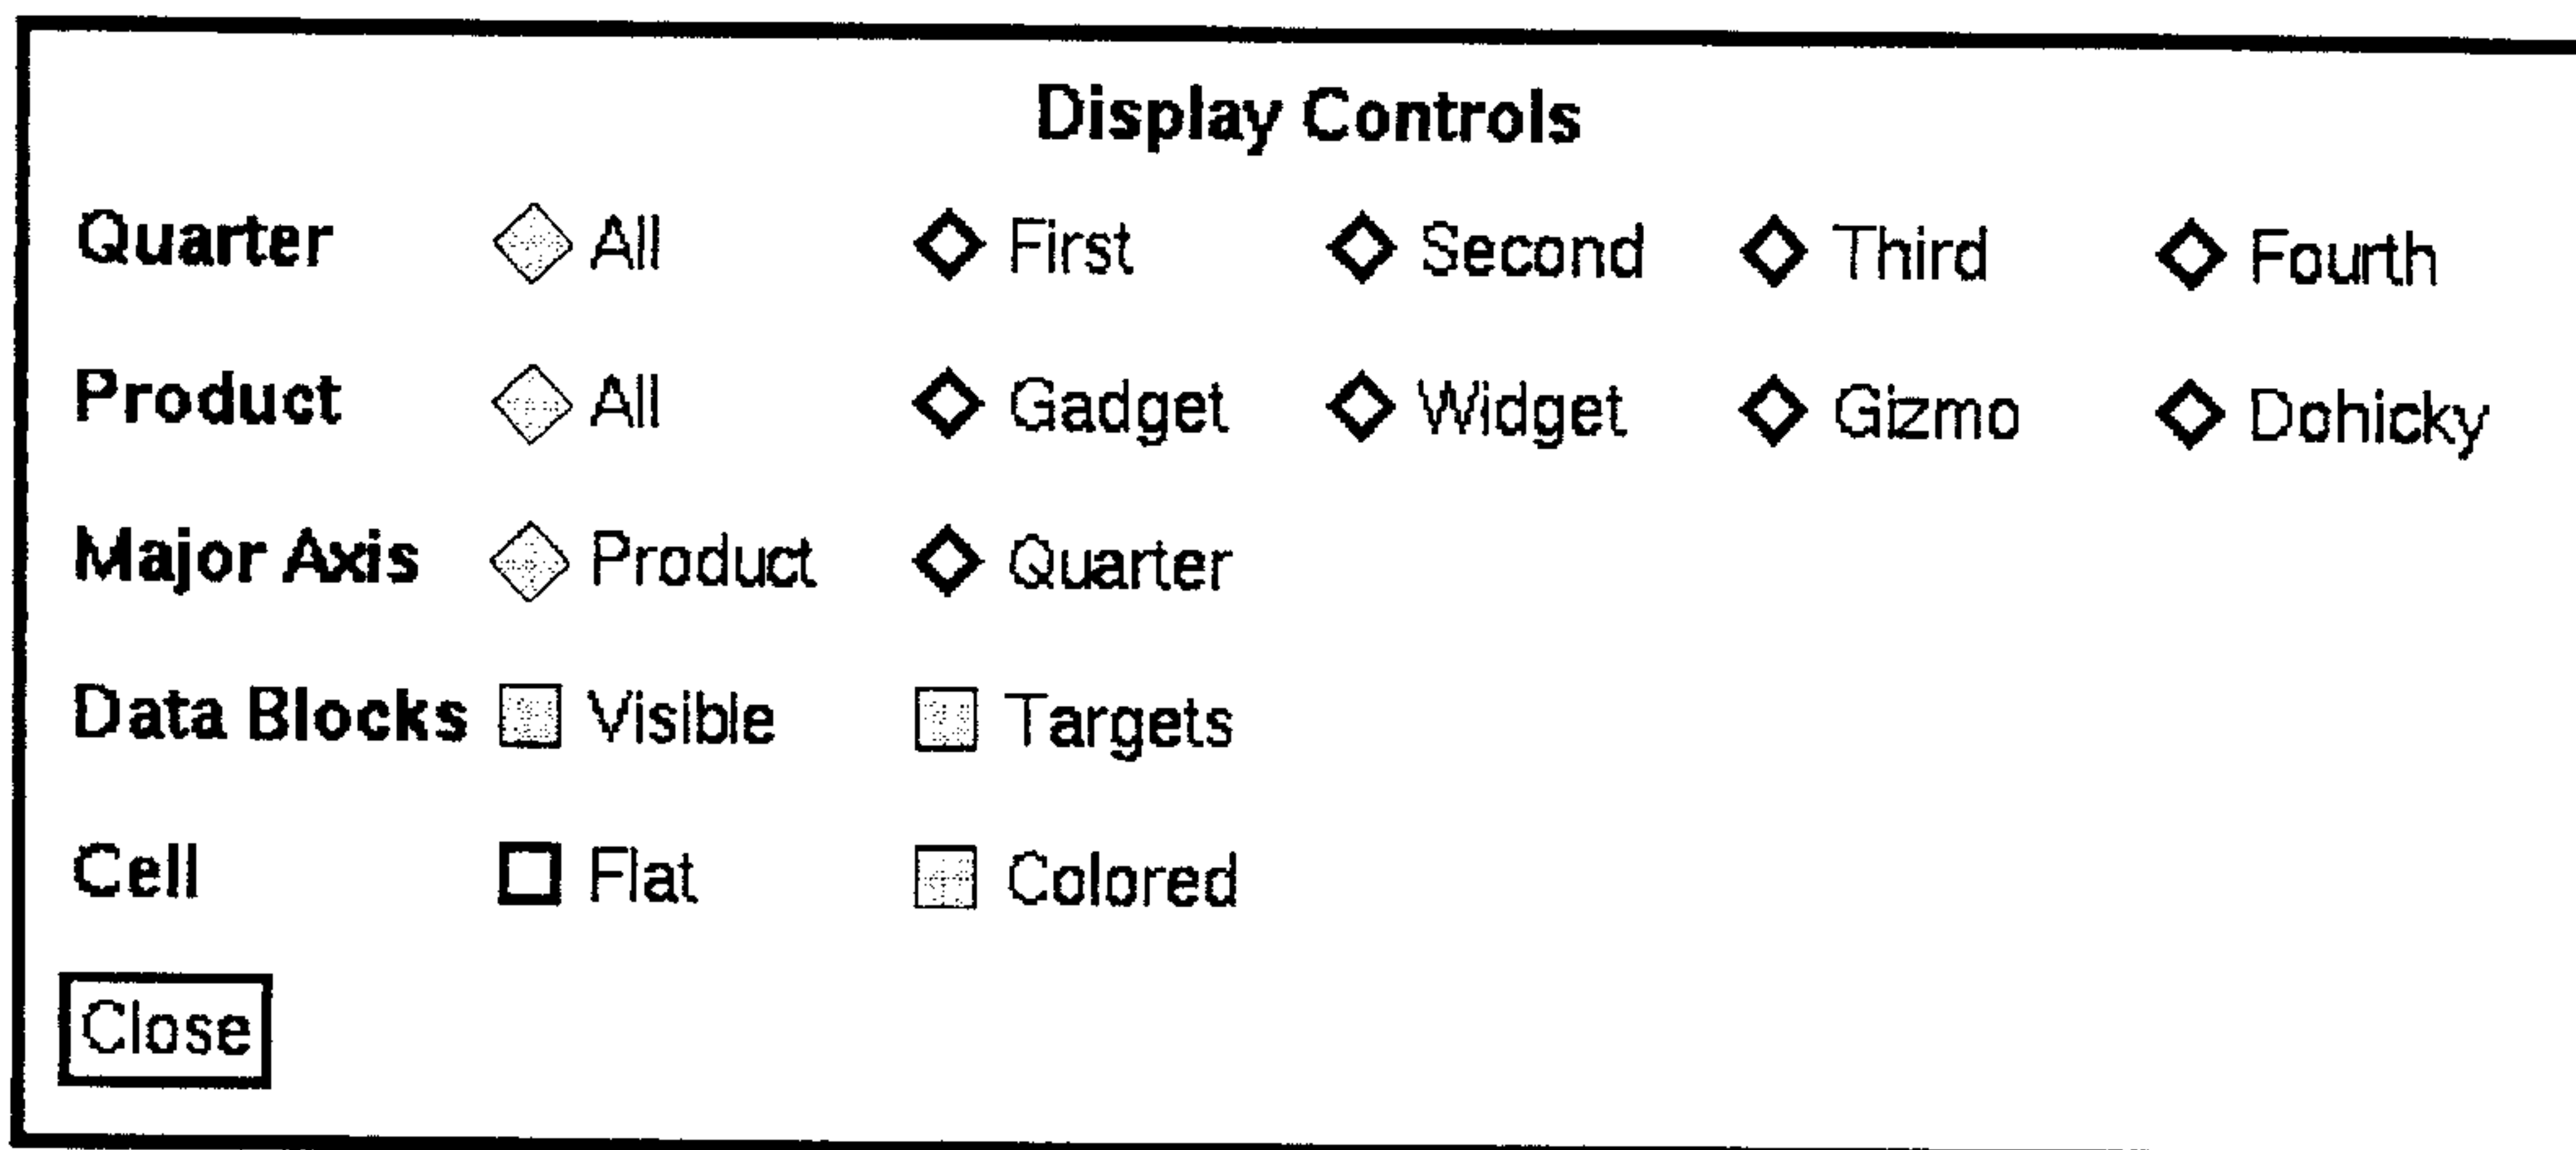 Display Controls
Quarter All First Second Third Fourth
Product All Gadget Widget Gizmo Dohicky
Major Axis Product Quarter
Data Blocks Visible Targets
Cell Flat Colored
Close